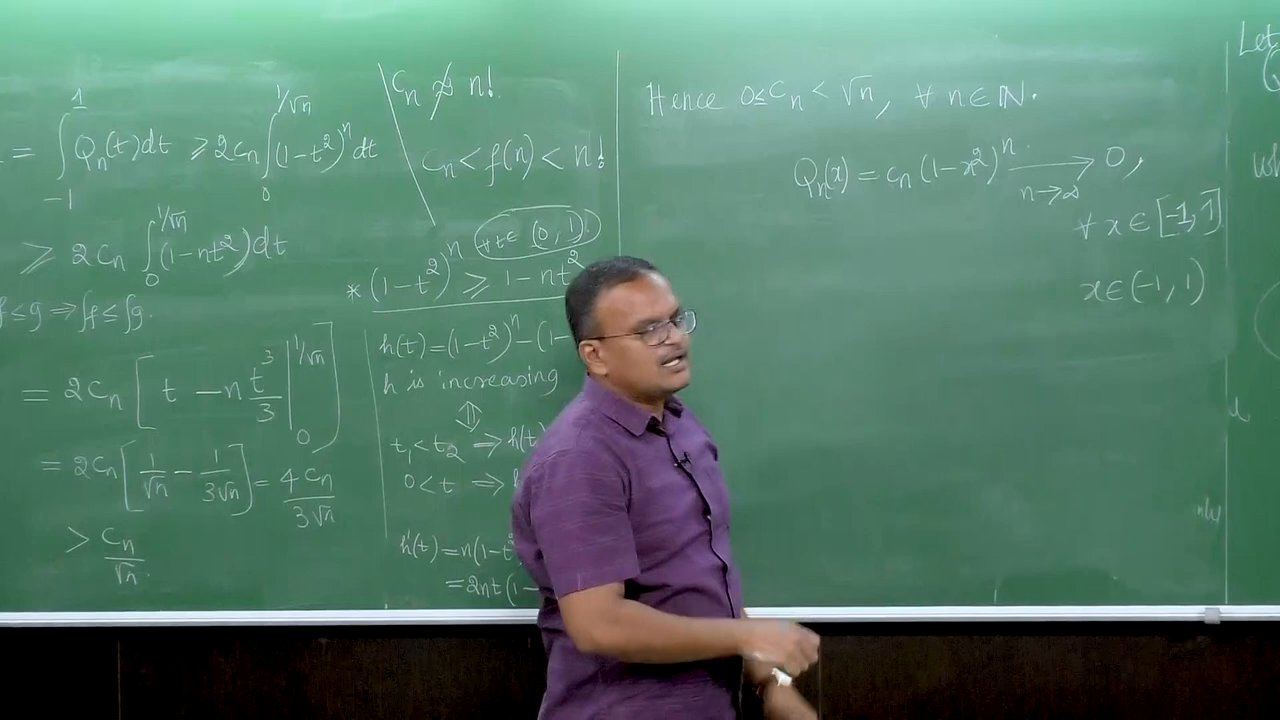 = ∫_{-1}^{1} Q_n(t)dt ⩾ 2c_n ∫_0^{1/√n} (1-t²)^n dt
⩾ 2c_n ∫_0^{1/√n} (1-nt²)dt
f≤g ⇒ ∫f ≤ ∫g.
= 2c_n [ t - n t³/3 |_0^{1/√n} ]
= 2c_n [ 1/√n - 1/3√n ] = 4c_n/3√n
> c_n/√n.
c_n ≁ n!
c_n < f(n) < n!
∀t∈ (0,1)
* (1-t²)^n ⩾ 1-nt²
h(t)=(1-t²)^n-(1-
h is increasing
⇕
t₁<t₂ ⇒h(t
0<t ⇒
h'(t)=n(1-t²
=2nt(1-
Hence 0≤c_n<√n, ∀ n∈ℕ.
Q_n(x) = c_n (1-x²)^n ⟶_{n→∞} 0,
∀ x∈[-1,1]
x∈(-1,1)
Let